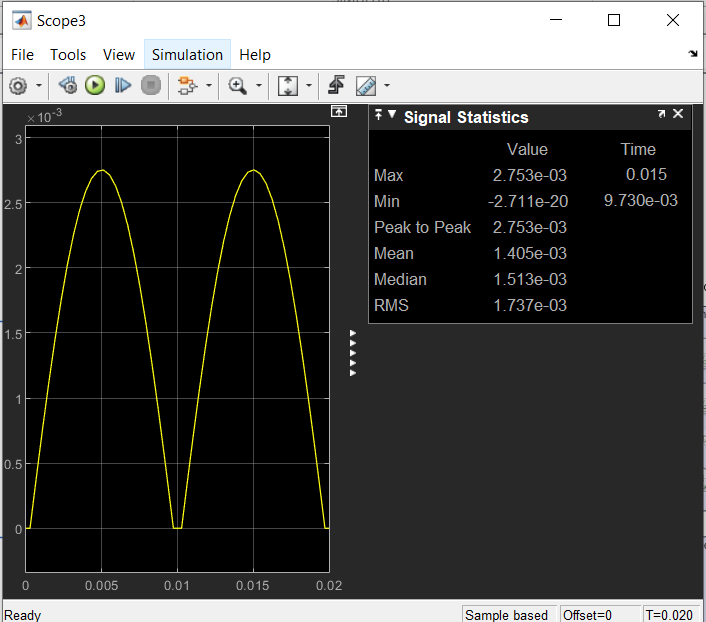 Scope3
File Tools View Simulation Help
×10⁻³
3
2.5
2
1.5
1
0.5
0
0 0.005 0.01 0.015 0.02
Signal Statistics
Value Time
Max 2.753e-03 0.015
Min -2.711e-20 9.730e-03
Peak to Peak 2.753e-03
Mean 1.405e-03
Median 1.513e-03
RMS 1.737e-03
Ready Sample based Offset=0 T=0.020